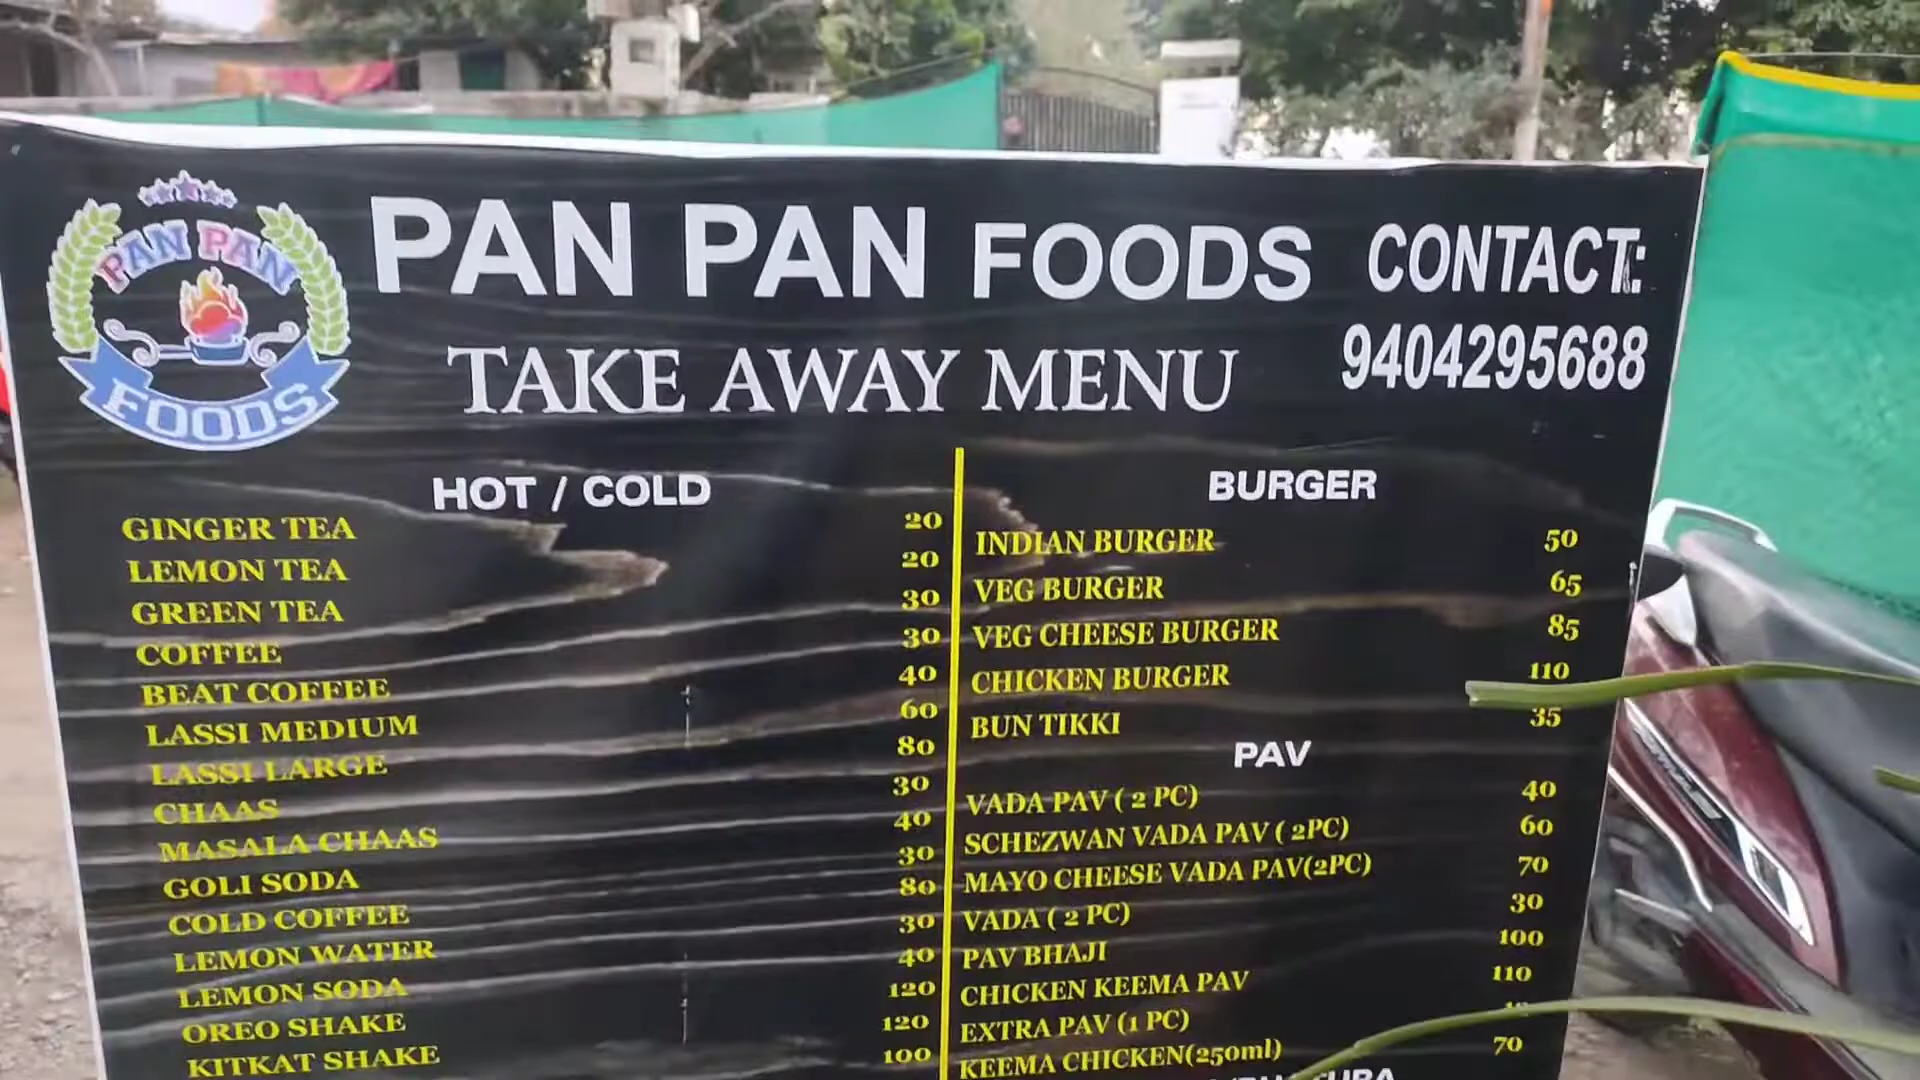 PAN PAN
FOODS
PAN PAN FOODS
TAKE AWAY MENU
CONTACT:
9404295688
HOT / COLD
GINGER TEA 20
LEMON TEA 20
GREEN TEA 30
COFFEE 30
BEAT COFFEE 40
LASSI MEDIUM 60
LASSI LARGE 80
CHAAS 30
MASALA CHAAS 40
GOLI SODA 30
COLD COFFEE 80
LEMON WATER 30
LEMON SODA 40
OREO SHAKE 120
KITKAT SHAKE 120
100
BURGER
INDIAN BURGER 50
VEG BURGER 65
VEG CHEESE BURGER 85
CHICKEN BURGER 110
BUN TIKKI 35
PAV
VADA PAV ( 2 PC) 40
SCHEZWAN VADA PAV ( 2PC) 60
MAYO CHEESE VADA PAV(2PC) 70
VADA ( 2 PC) 30
PAV BHAJI 100
CHICKEN KEEMA PAV 110
EXTRA PAV (1 PC)
KEEMA CHICKEN(250ml) 70